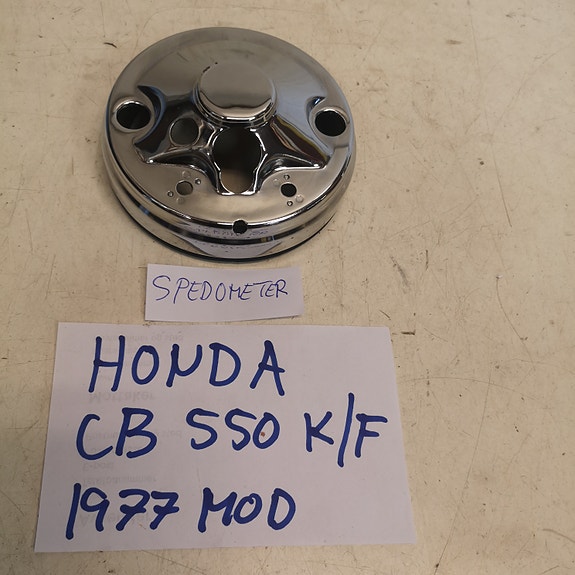 SPEDOMETER
HONDA
CB 550 K/F
1977 MOD